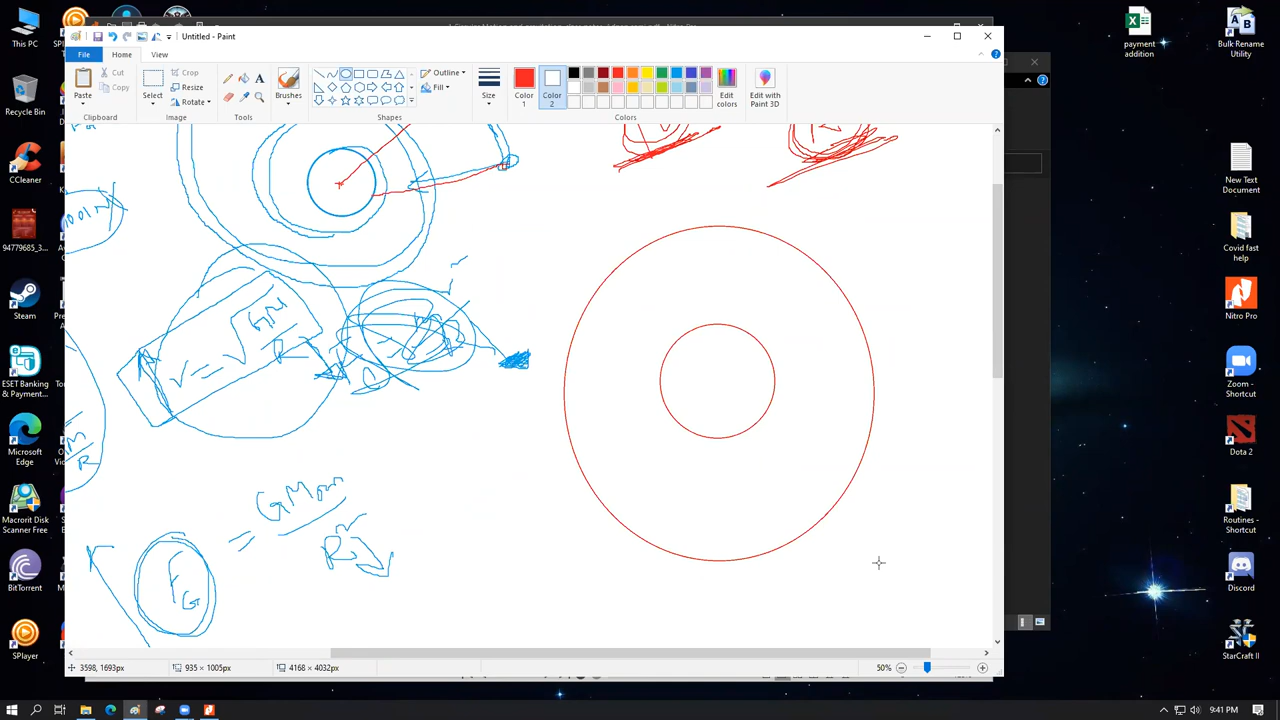 This PC
Recycle Bin
CCleaner
94779685_3...
Steam
ESET Banking
& Payment...
Microsoft
Edge
Macrorit Disk
Scanner Free
BitTorrent
SPlayer
Untitled - Paint
File
Home
View
Paste
Cut
Copy
Clipboard
Select
Crop
Resize
Rotate
Image
A
Tools
Brushes
Outline
Fill
Shapes
Size
Color
1
Color
2
Edit
colors
Edit with
Paint 3D
Colors
V = √GM
R
F G = GMm
R
M
R
3598, 1693px
935 × 1005px
4168 × 4032px
50%
payment
addition
Bulk Rename
Utility
New Text
Document
Covid fast
help
Nitro Pro
Zoom -
Shortcut
Dota 2
Routines -
Shortcut
Discord
StarCraft II
9:41 PM